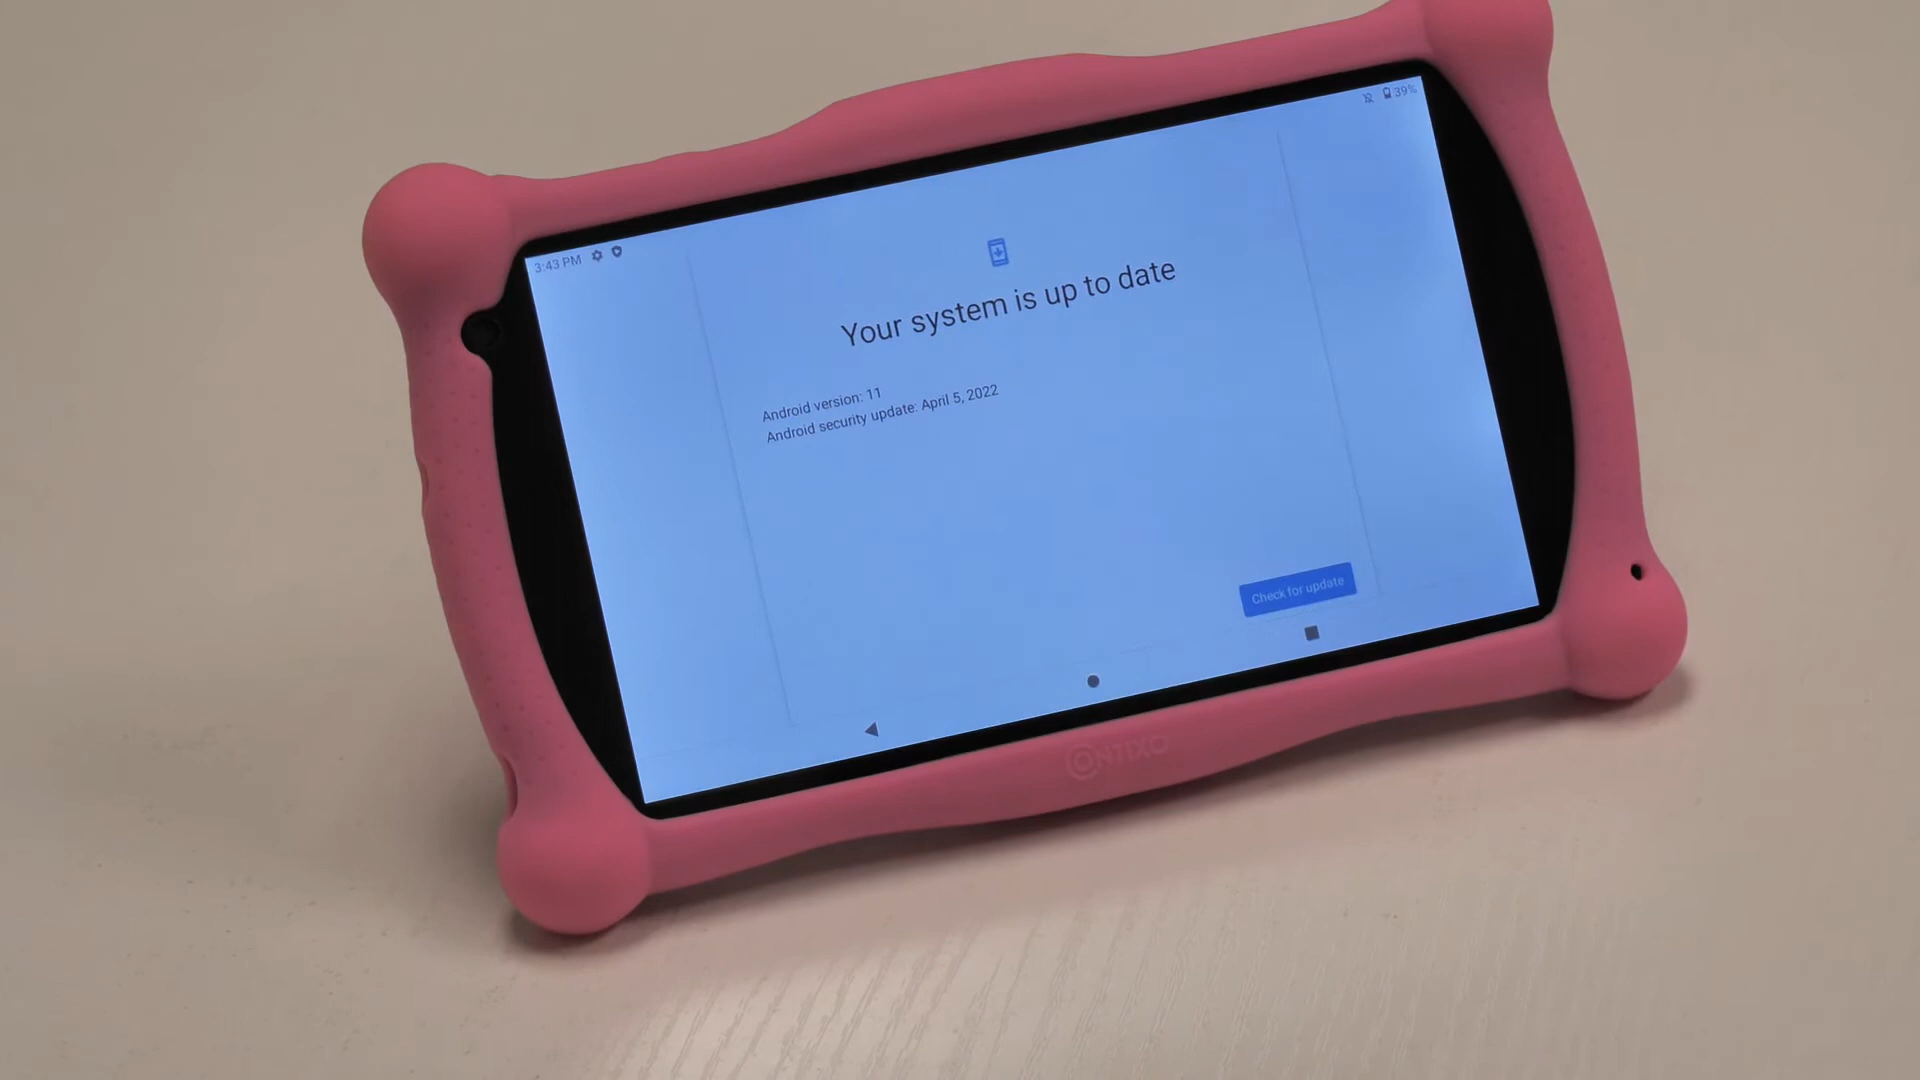 3:43 PM
39%
Your system is up to date
Android version: 11
Android security update: April 5, 2022
Check for update
CONTIXO